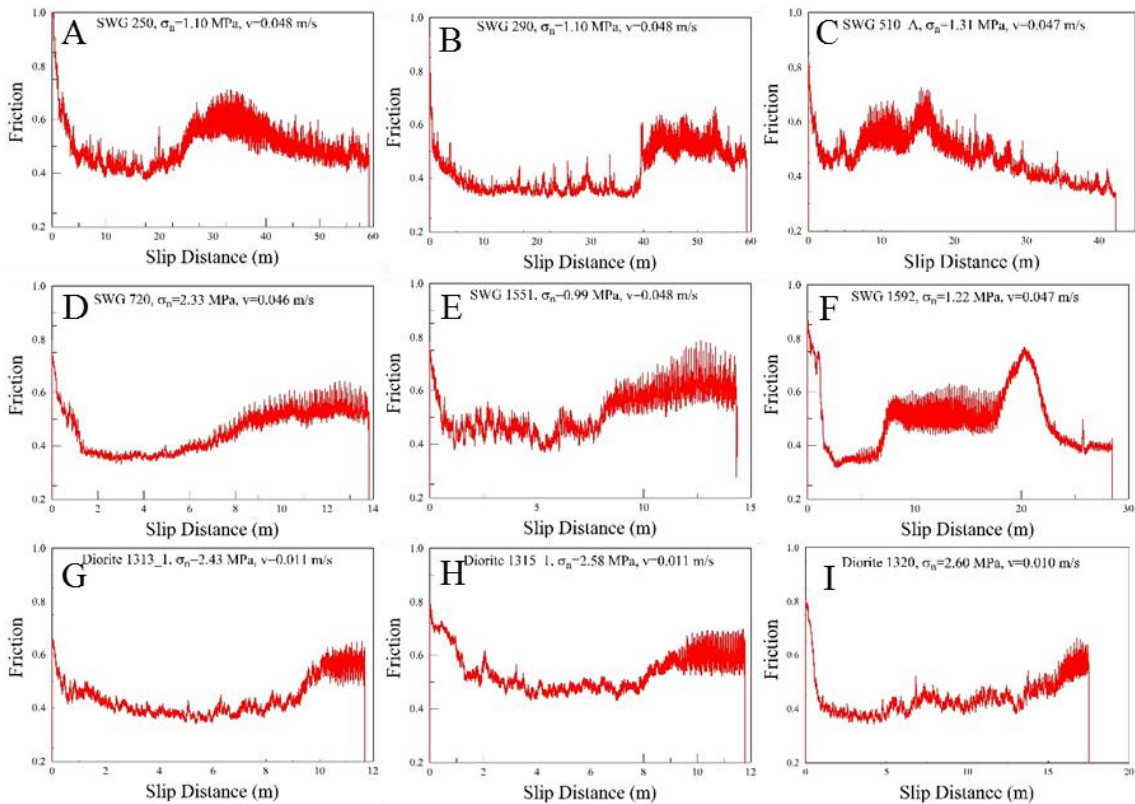 A
SWG 250, σn=1.10 MPa, v=0.048 m/s
Friction
1.0
0.8
0.6
0.4
0.2
0 10 20 30 40 50 60
Slip Distance (m)
B
SWG 290, σn=1.10 MPa, v=0.048 m/s
Friction
1.0
0.8
0.6
0.4
0.2
0 10 20 30 40 50 60
Slip Distance (m)
C
SWG 510_A, σn=1.31 MPa, v=0.047 m/s
Friction
1.0
0.8
0.6
0.4
0.2
0 10 20 30 40
Slip Distance (m)
D
SWG 720, σn=2.33 MPa, v=0.046 m/s
Friction
1.0
0.8
0.6
0.4
0.2
0 2 4 6 8 10 12 14
Slip Distance (m)
E
SWG 1551, σn=0.99 MPa, v=0.048 m/s
Friction
1.0
0.8
0.6
0.4
0.2
0 5 10 15
Slip Distance (m)
F
SWG 1592, σn=1.22 MPa, v=0.047 m/s
Friction
1.0
0.8
0.6
0.4
0.2
0 10 20 30
Slip Distance (m)
G
Diorite 1313_1, σn=2.43 MPa, v=0.011 m/s
Friction
1.0
0.8
0.6
0.4
0.2
0 2 4 6 8 10 12
Slip Distance (m)
H
Diorite 1315_1, σn=2.58 MPa, v=0.011 m/s
Friction
1.0
0.8
0.6
0.4
0.2
0 2 4 6 8 10 12
Slip Distance (m)
I
Diorite 1320, σn=2.60 MPa, v=0.010 m/s
Friction
1.0
0.8
0.6
0.4
0.2
0 5 10 15 20
Slip Distance (m)